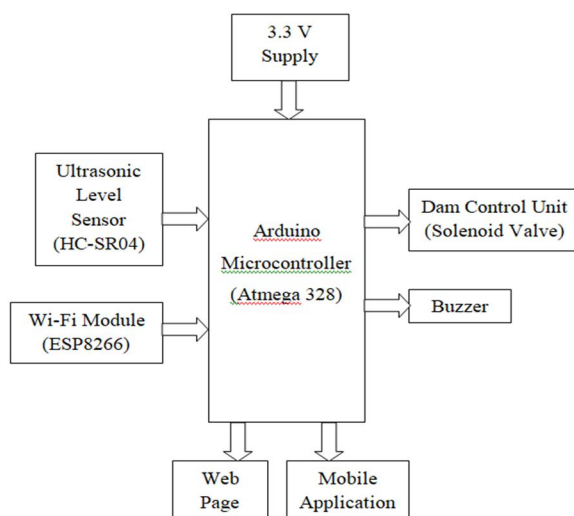 3.3 V
Supply
Ultrasonic
Level
Sensor
(HC-SR04)
Arduino
Microcontroller
(Atmega 328)
Dam Control Unit
(Solenoid Valve)
Wi-Fi Module
(ESP8266)
Buzzer
Web
Page
Mobile
Application